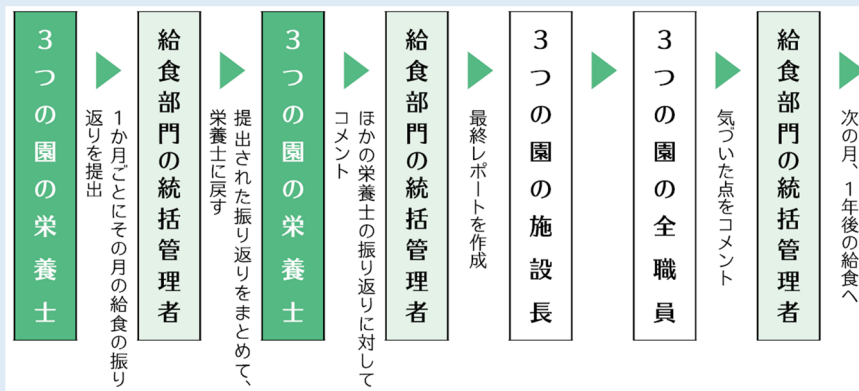 ３つの園の栄養士
１か月ごとにその月の給食の振り
返りを提出
給食部門の統括管理者
提出された振り返りをまとめて、
栄養士に戻す
３つの園の栄養士
ほかの栄養士の振り返りに対して
コメント
給食部門の統括管理者
最終レポートを作成
３つの園の施設長
３つの園の全職員
気づいた点をコメント
給食部門の統括管理者
次の月、１年後の給食へ